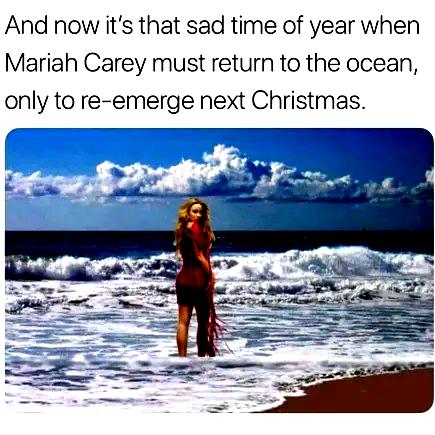 And now it's that sad time of year when
Mariah Carey must return to the ocean,
only to re-emerge next Christmas.